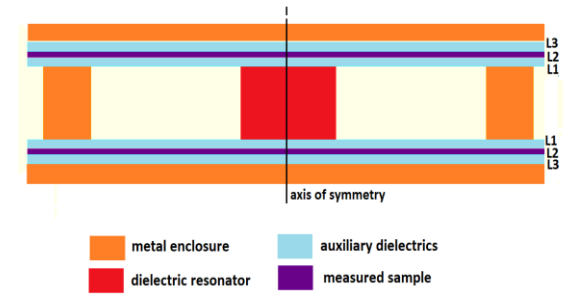 L3
L2
L1
L1
L2
L3
axis of symmetry
metal enclosure
auxiliary dielectrics
dielectric resonator
measured sample